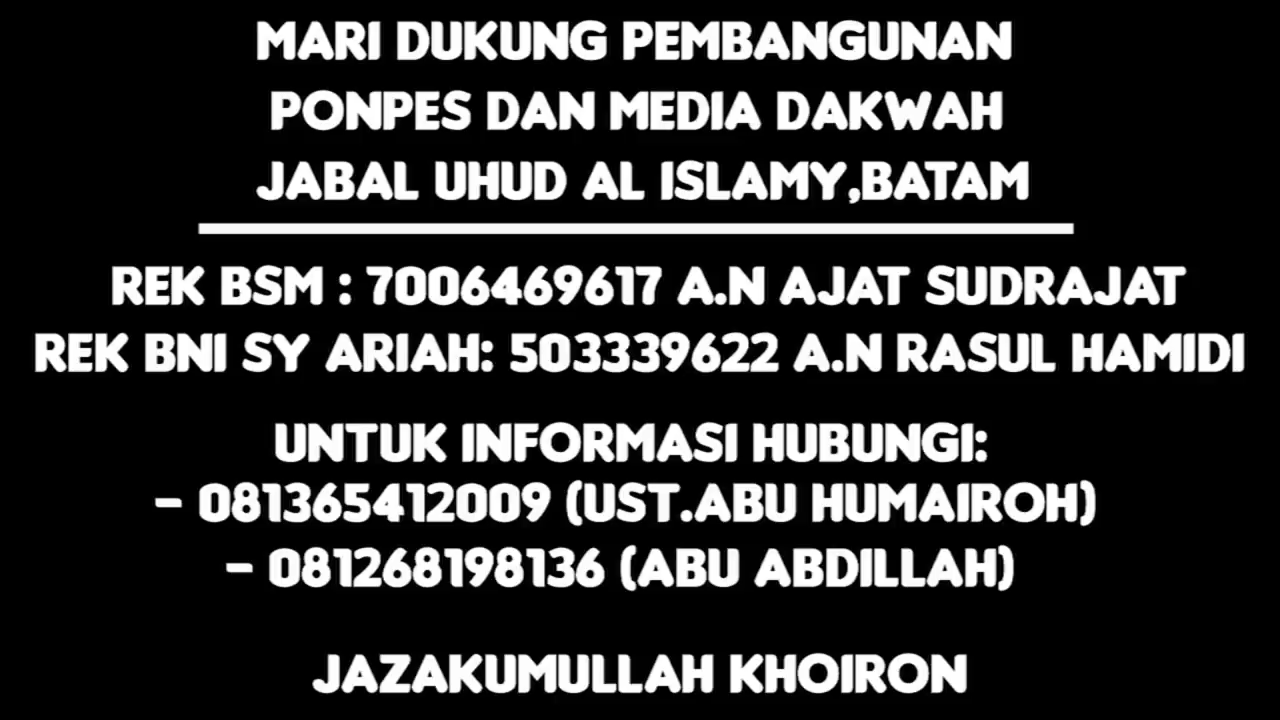 MARI DUKUNG PEMBANGUNAN
PONPES DAN MEDIA DAKWAH
JABAL UHUD AL ISLAMY,BATAM
REK BSM : 7006469617 A.N AJAT SUDRAJAT
REK BNI SY ARIAH: 503339622 A.N RASUL HAMIDI
UNTUK INFORMASI HUBUNGI:
- 081365412009 (UST.ABU HUMAIROH)
- 081268198136 (ABU ABDILLAH)
JAZAKUMULLAH KHOIRON